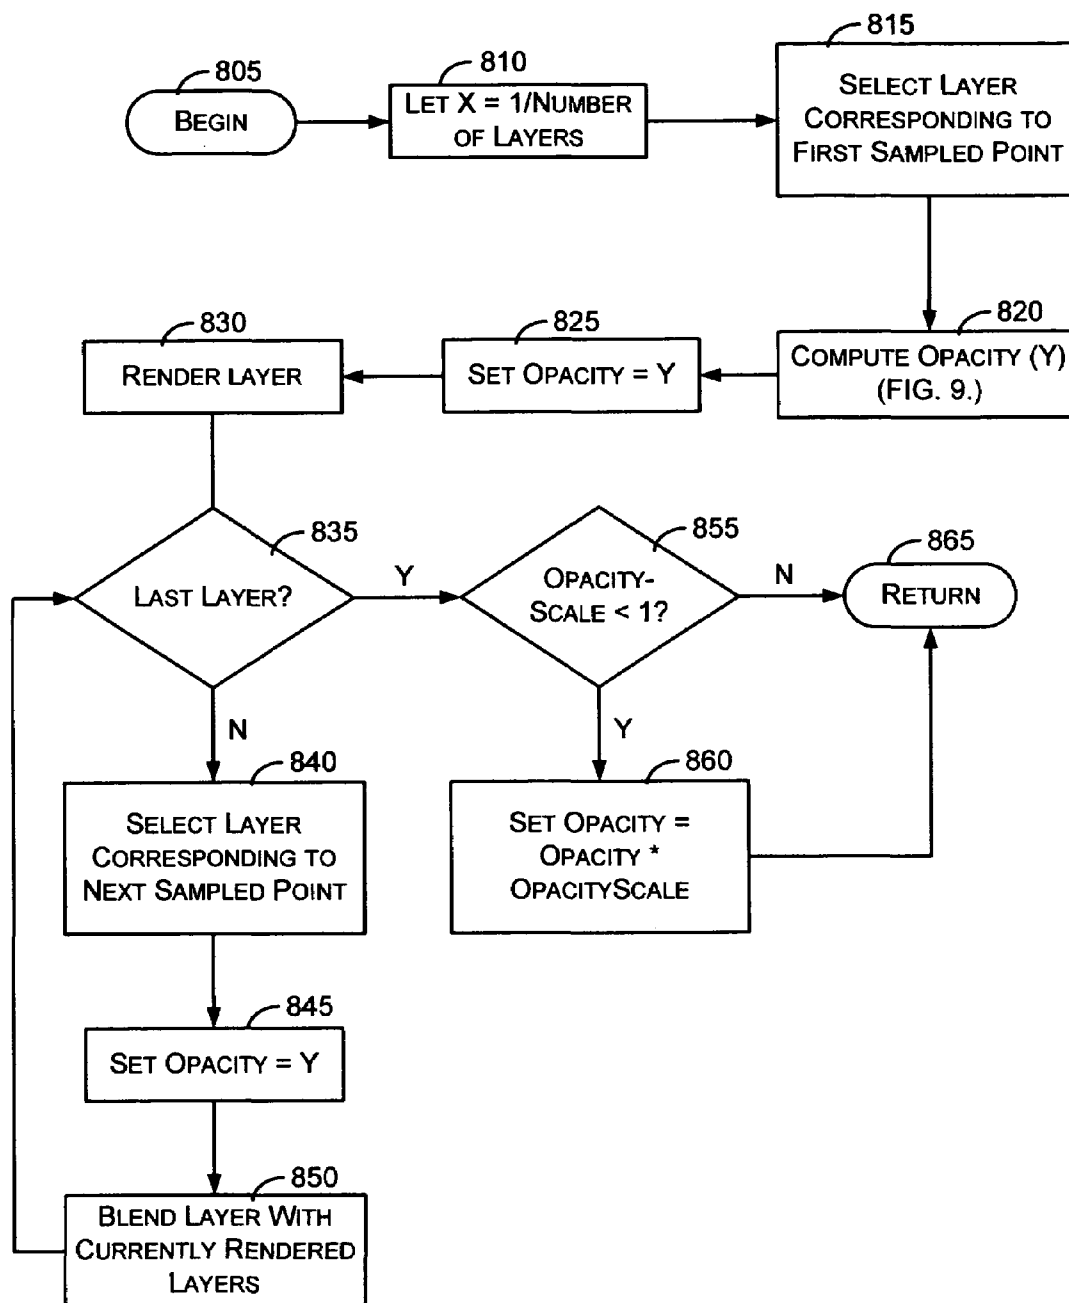 805
BEGIN
810
LET X = 1/NUMBER
OF LAYERS
815
SELECT LAYER
CORRESPONDING TO
FIRST SAMPLED POINT
820
COMPUTE OPACITY (Y)
(FIG. 9.)
825
SET OPACITY = Y
830
RENDER LAYER
835
LAST LAYER?
Y
N
855
OPACITY-
SCALE < 1?
N
Y
865
RETURN
840
SELECT LAYER
CORRESPONDING TO
NEXT SAMPLED POINT
860
SET OPACITY =
OPACITY *
OPACITYSCALE
845
SET OPACITY = Y
850
BLEND LAYER WITH
CURRENTLY RENDERED
LAYERS